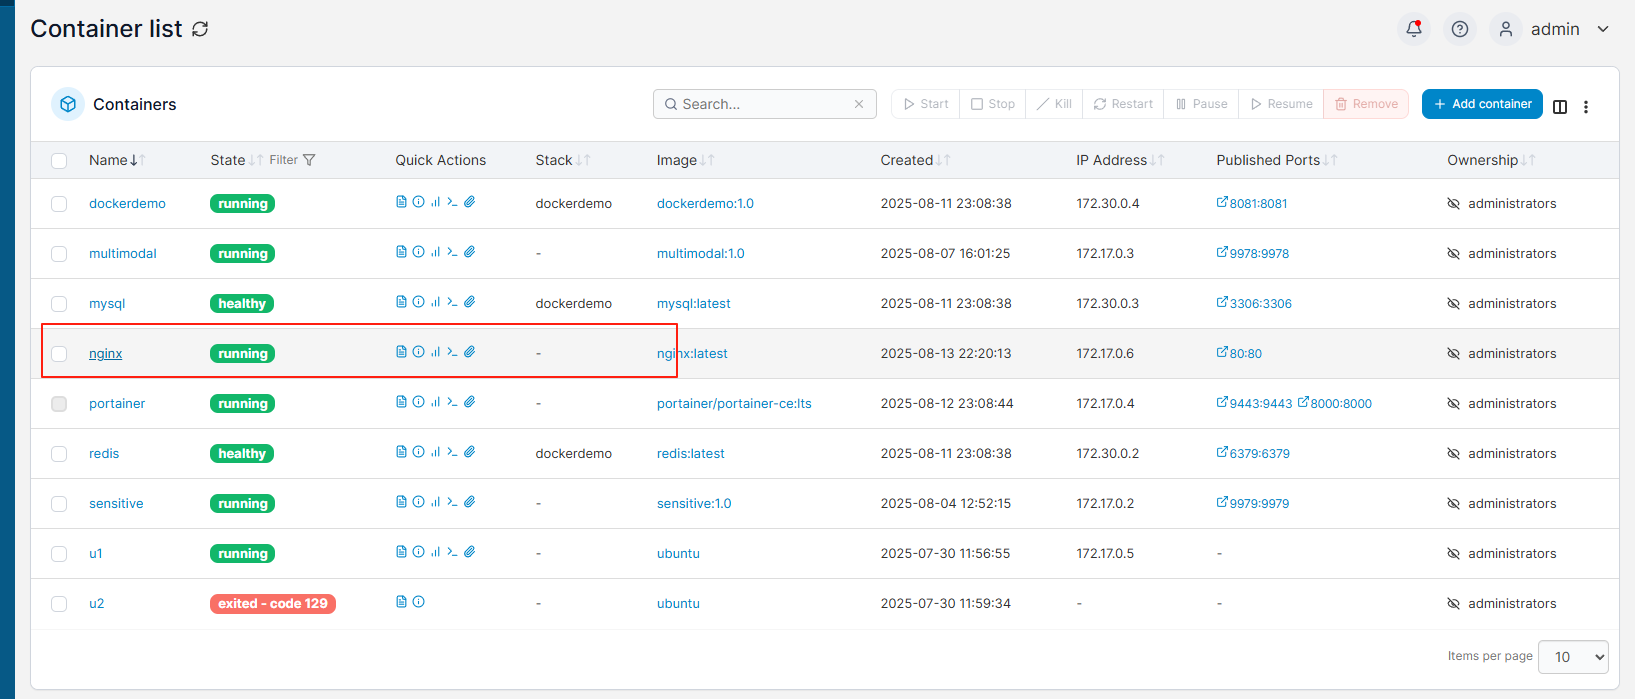 Container list
admin
Containers
Search...
Start Stop Kill Restart Pause Resume Remove
+ Add container
Name State Filter Quick Actions Stack Image Created IP Address Published Ports Ownership
dockerdemo running dockerdemo dockerdemo:1.0 2025-08-11 23:08:38 172.30.0.4 8081:8081 administrators
multimodal running - multimodal:1.0 2025-08-07 16:01:25 172.17.0.3 9978:9978 administrators
mysql healthy dockerdemo mysql:latest 2025-08-11 23:08:38 172.30.0.3 3306:3306 administrators
nginx running - nginx:latest 2025-08-13 22:20:13 172.17.0.6 80:80 administrators
portainer running - portainer/portainer-ce:lts 2025-08-12 23:08:44 172.17.0.4 9443:9443 8000:8000 administrators
redis healthy dockerdemo redis:latest 2025-08-11 23:08:38 172.30.0.2 6379:6379 administrators
sensitive running - sensitive:1.0 2025-08-04 12:52:15 172.17.0.2 9979:9979 administrators
u1 running - ubuntu 2025-07-30 11:56:55 172.17.0.5 - administrators
u2 exited - code 129 - ubuntu 2025-07-30 11:59:34 - - administrators
Items per page 10